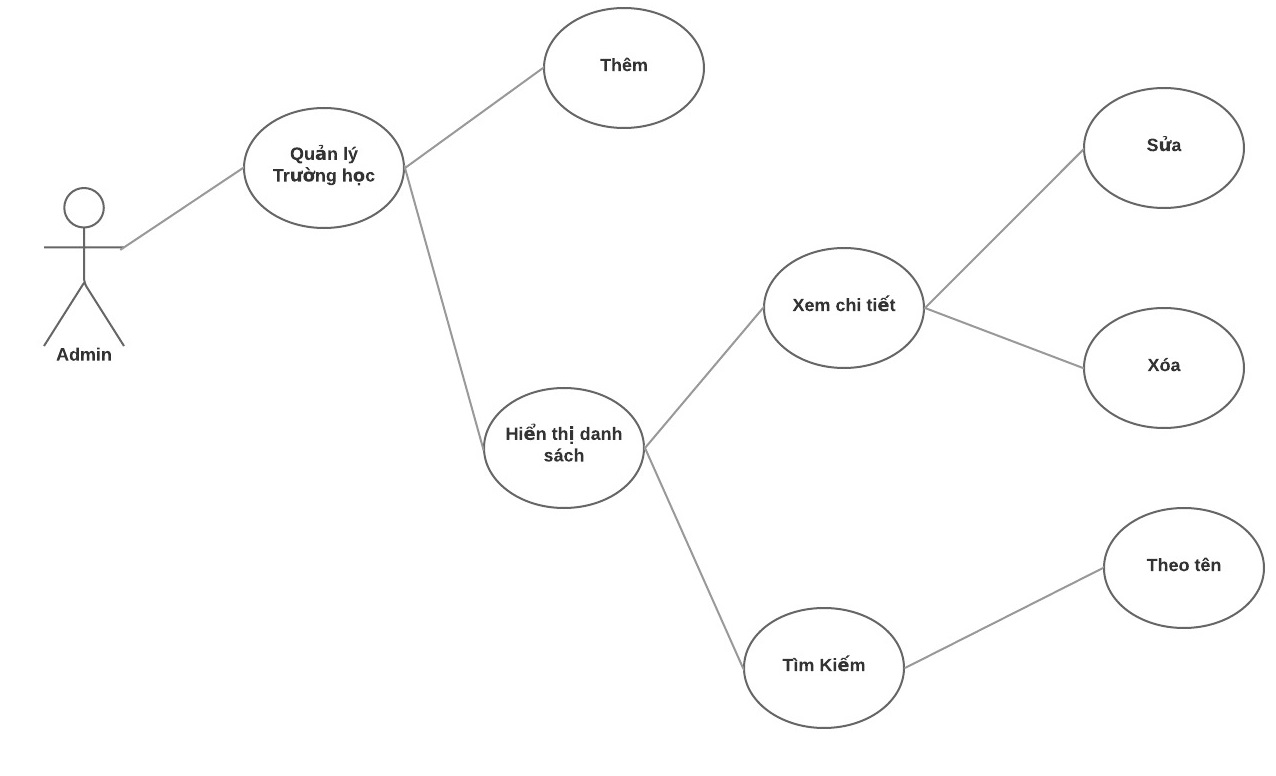 Thêm
Quản lý
Trường học
Sửa
Admin
Xem chi tiết
Xóa
Hiển thị danh
sách
Theo tên
Tìm Kiếm